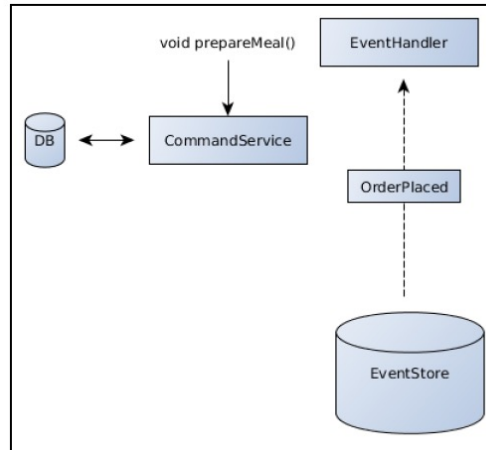 void prepareMeal()
EventHandler
DB
CommandService
OrderPlaced
EventStore